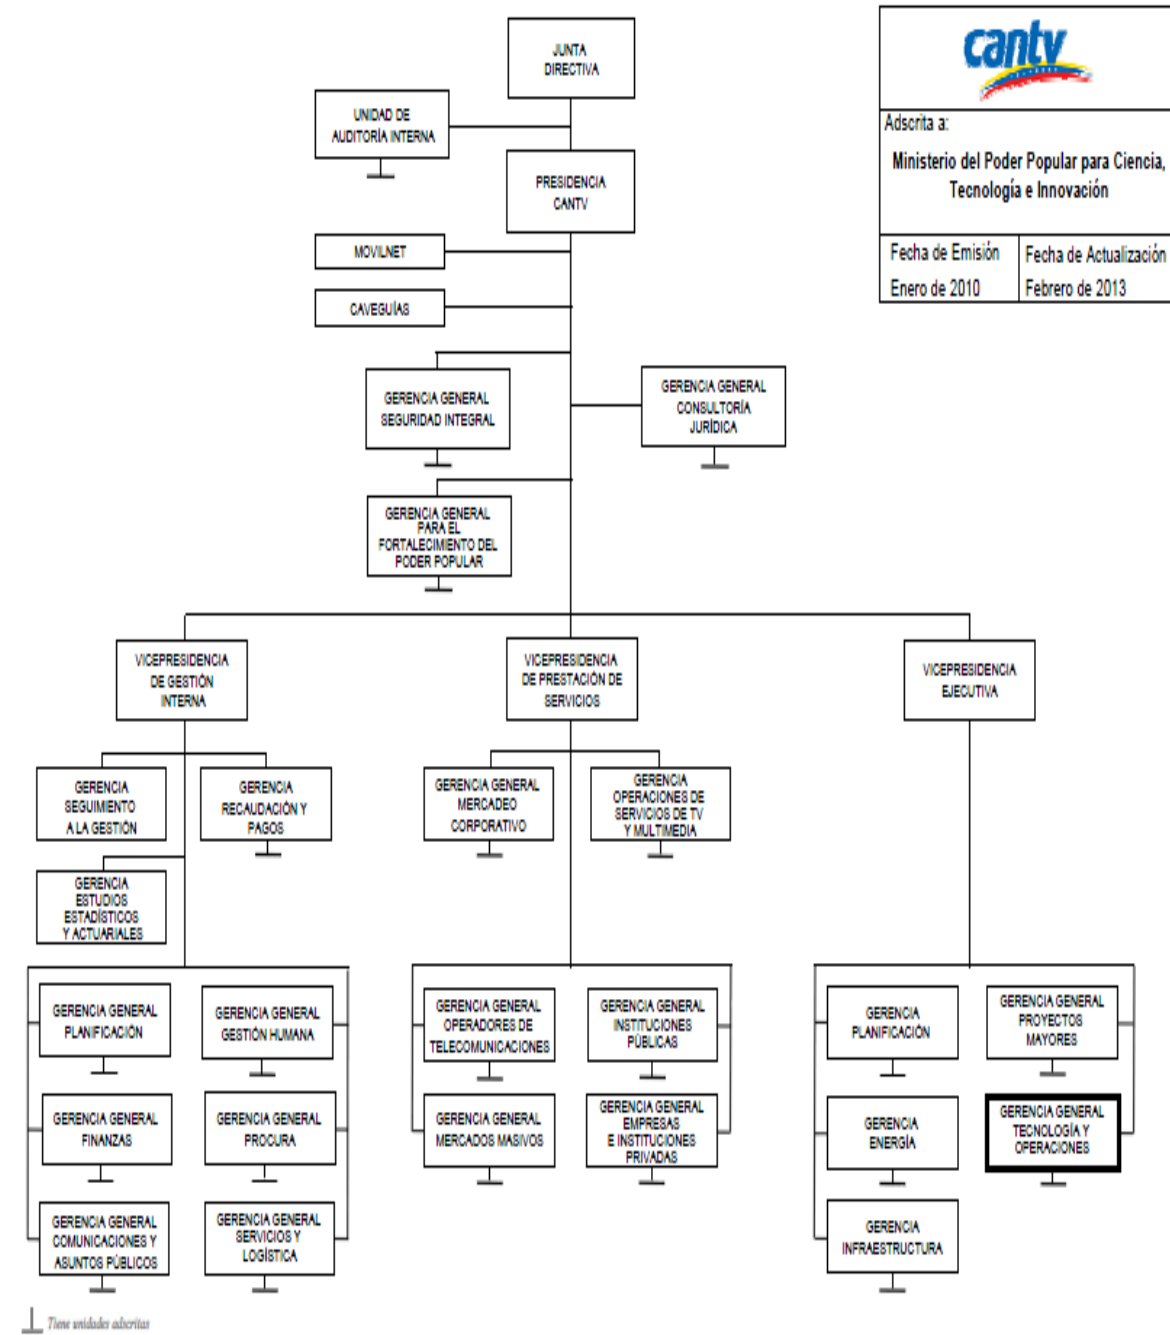 JUNTA
DIRECTIVA
cantv
Adscrita a:
Ministerio del Poder Popular para Ciencia,
Tecnología e Innovación
Fecha de Emisión
Enero de 2010
Fecha de Actualización
Febrero de 2013
UNIDAD DE
AUDITORÍA INTERNA
PRESIDENCIA
CANTV
MOVILNET
CAVEGUÍAS
GERENCIA GENERAL
SEGURIDAD INTEGRAL
GERENCIA GENERAL
CONSULTORÍA
JURÍDICA
GERENCIA GENERAL
PARA EL
FORTALECIMIENTO DEL
PODER POPULAR
VICEPRESIDENCIA
DE GESTIÓN
INTERNA
VICEPRESIDENCIA
DE PRESTACIÓN DE
SERVICIOS
VICEPRESIDENCIA
EJECUTIVA
GERENCIA
SEGUIMIENTO
A LA GESTIÓN
GERENCIA
RECAUDACIÓN Y
PAGOS
GERENCIA GENERAL
MERCADEO
CORPORATIVO
GERENCIA
OPERACIONES DE
SERVICIOS DE TV
Y MULTIMEDIA
GERENCIA
ESTUDIOS
ESTADÍSTICOS
Y ACTUARIALES
GERENCIA GENERAL
PLANIFICACIÓN
GERENCIA GENERAL
GESTIÓN HUMANA
GERENCIA GENERAL
OPERADORES DE
TELECOMUNICACIONES
GERENCIA GENERAL
INSTITUCIONES
PÚBLICAS
GERENCIA
PLANIFICACIÓN
GERENCIA GENERAL
PROYECTOS
MAYORES
GERENCIA GENERAL
FINANZAS
GERENCIA GENERAL
PROCURA
GERENCIA GENERAL
MERCADOS MASIVOS
GERENCIA GENERAL
EMPRESAS
E INSTITUCIONES
PRIVADAS
GERENCIA
ENERGÍA
GERENCIA GENERAL
TECNOLOGÍA Y
OPERACIONES
GERENCIA GENERAL
COMUNICACIONES Y
ASUNTOS PÚBLICOS
GERENCIA GENERAL
SERVICIOS Y
LOGÍSTICA
GERENCIA
INFRAESTRUCTURA
Tiene unidades adscritas